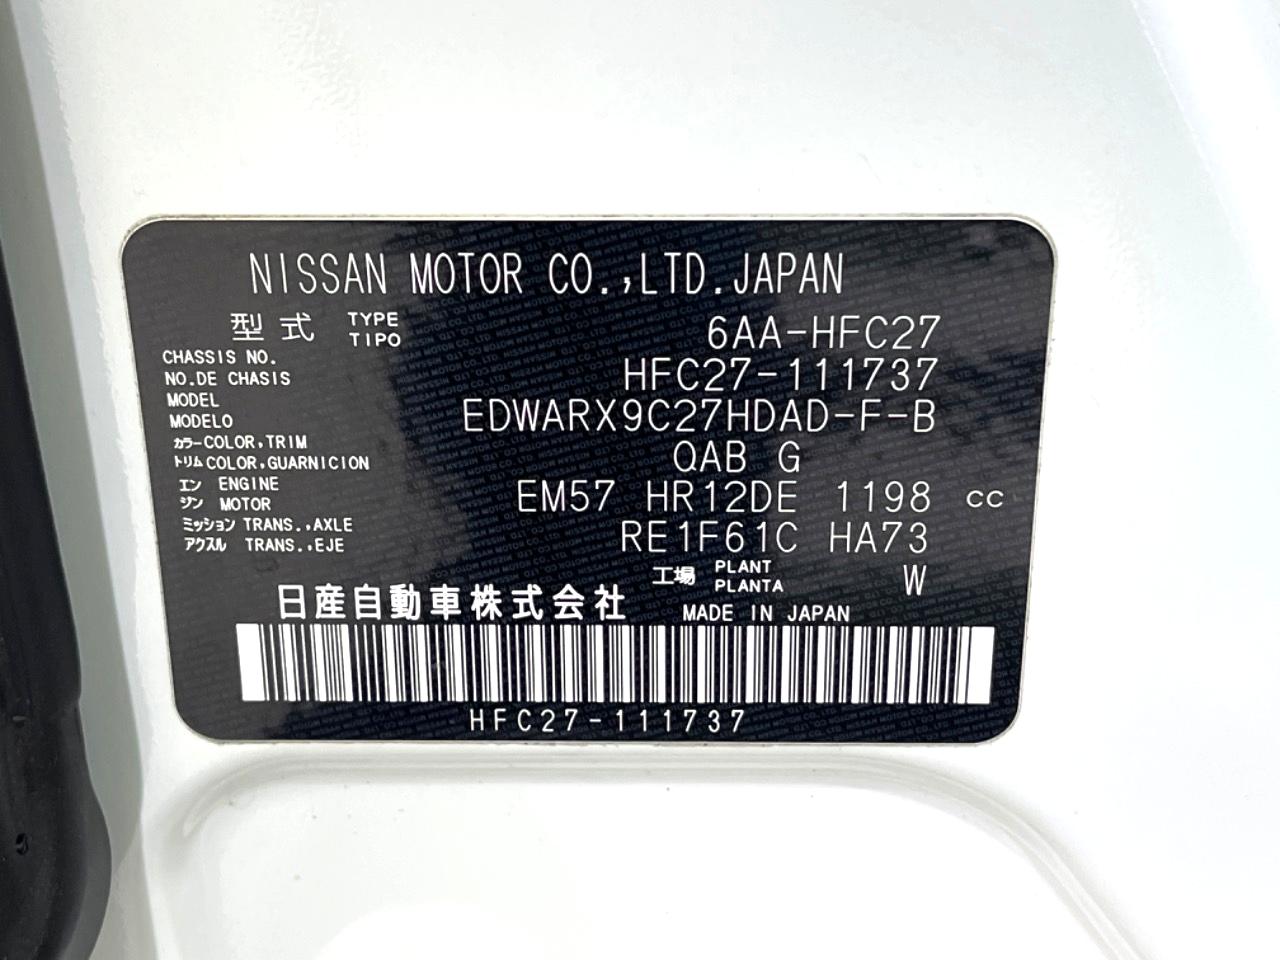 NISSAN MOTOR CO.,LTD.JAPAN
型式 TYPE TIPO 6AA-HFC27
CHASSIS NO.
NO.DE CHASIS HFC27-111737
MODEL
MODELO EDWARX9C27HDAD-F-B
カラー COLOR,TRIM
トリム COLOR,GUARNICION QAB G
エン ENGINE
ジン MOTOR EM57 HR12DE 1198 cc
ミッション TRANS.,AXLE
アクスル TRANS.,EJE RE1F61C HA73
工場 PLANT PLANTA W
日産自動車株式会社 MADE IN JAPAN
HFC27-111737